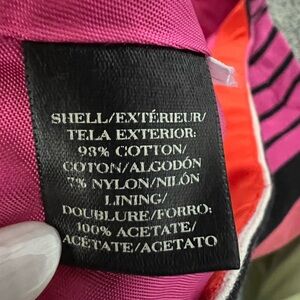 SHELL/EXTÉRIEUR/
TELA EXTERIOR:
93% COTTON/
COTON/ALGODÓN
7% NYLON/NILÓN
LINING/
DOUBLURE/FORRO:
100% ACETATE/
ACÉTATE/ACETATO